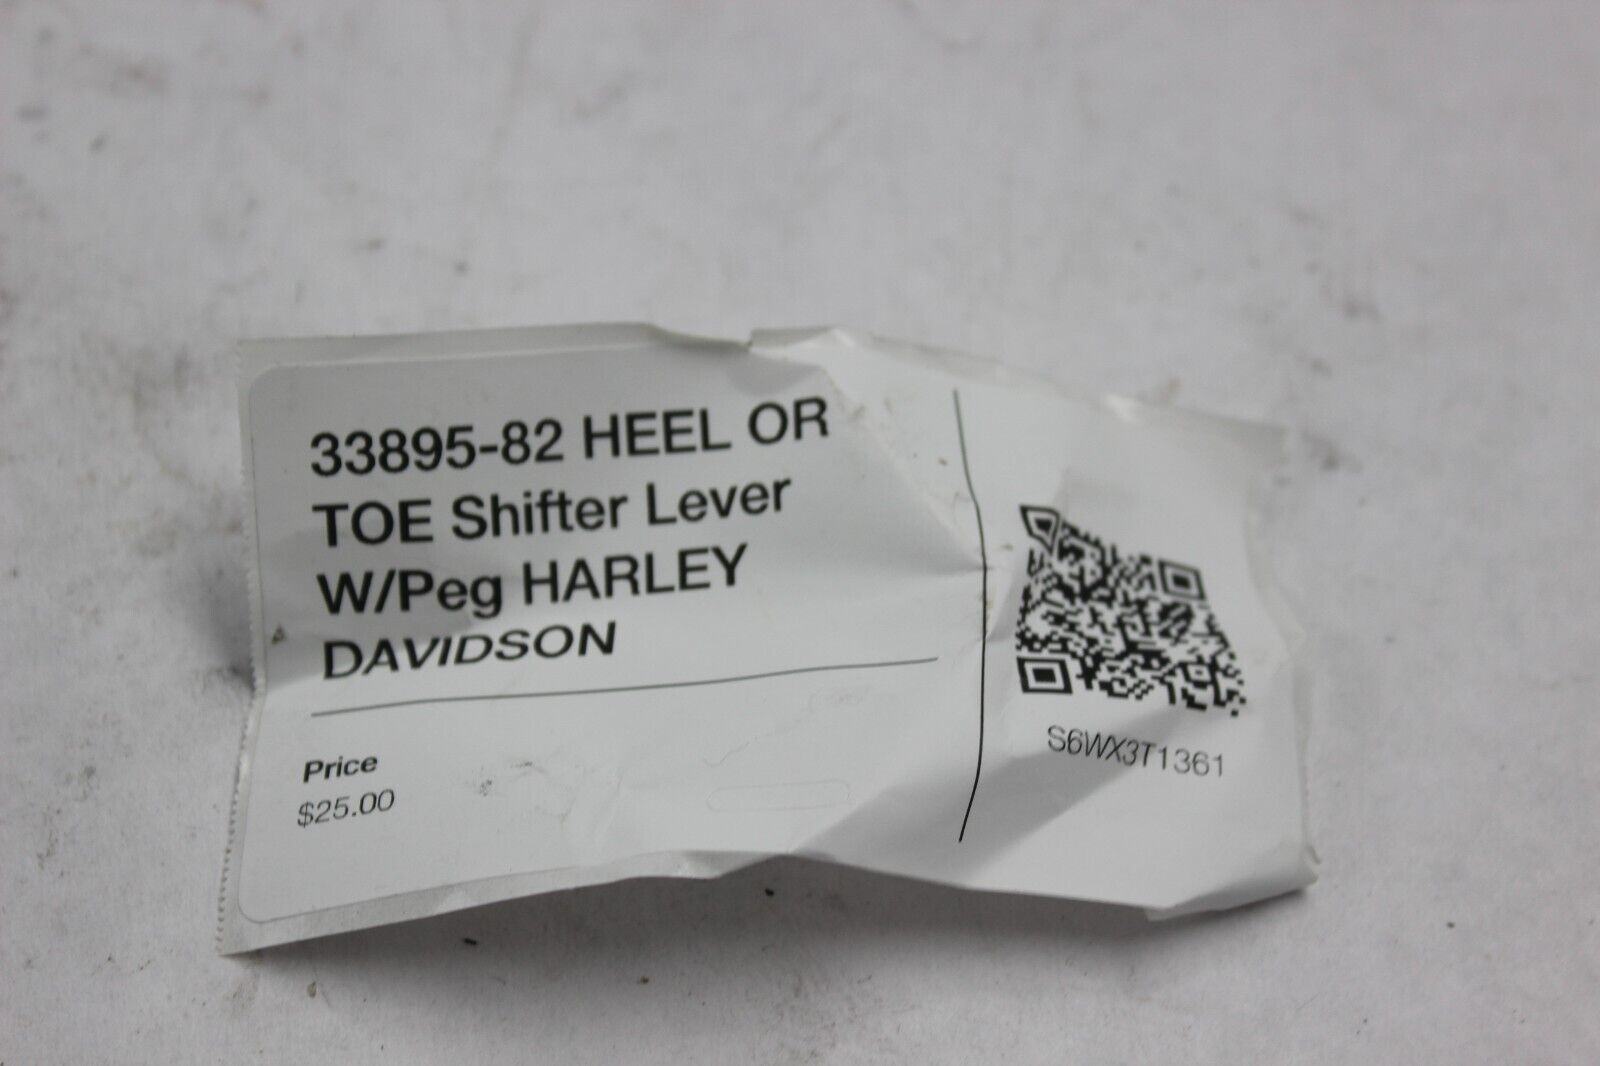 33895-82 HEEL OR
TOE Shifter Lever
W/Peg HARLEY
DAVIDSON
Price
$25.00
S6WX3T1361